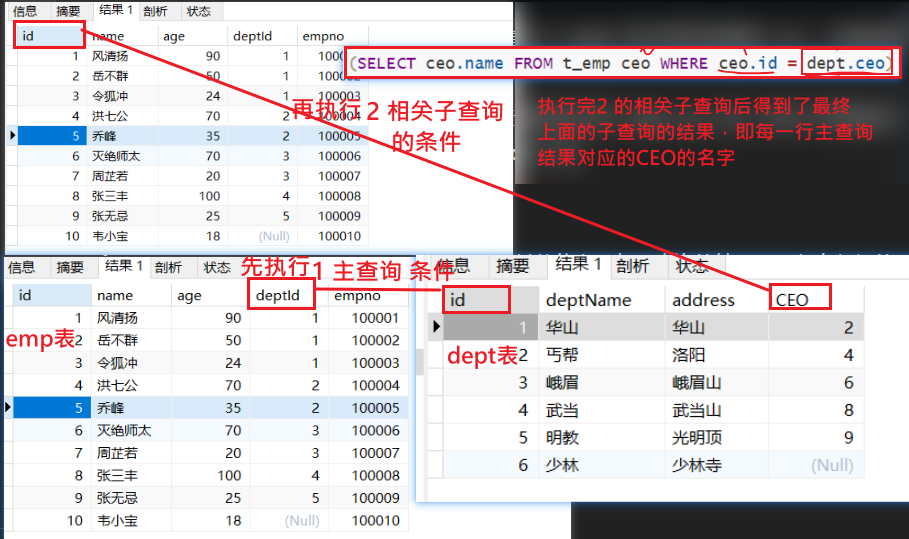 信息 摘要 结果 1 剖析 状态
id name age deptId empno
1 风清扬 90 1
2 岳不群 50 1
3 令狐冲 24 1
4 洪七公 70 2 100004
5 乔峰 35 2 100005
6 灭绝师太 70 3 100006
7 周芷若 20 3 100007
8 张三丰 100 4 100008
9 张无忌 25 5 100009
10 韦小宝 18 (Null) 100010
(SELECT ceo.name FROM t_emp ceo WHERE ceo.id = dept.ceo)
再执行 2 相关子查询
的条件
执行完2 的相关子查询后得到了最终
上面的子查询的结果，即每一行主查询
结果对应的CEO的名字
信息 摘要 结果 1 剖析 状态
先执行1 主查询 条件
id name age deptId empno
1 风清扬 90 1 100001
2 岳不群 50 1 100002
3 令狐冲 24 1 100003
4 洪七公 70 2 100004
5 乔峰 35 2 100005
6 灭绝师太 70 3 100006
7 周芷若 20 3 100007
8 张三丰 100 4 100008
9 张无忌 25 5 100009
10 韦小宝 18 (Null) 100010
emp表
信息 摘要 结果 1 剖析 状态
id deptName address CEO
1 华山 华山 2
2 丐帮 洛阳 4
3 峨眉 峨眉山 6
4 武当 武当山 8
5 明教 光明顶 9
6 少林 少林寺 (Null)
dept表